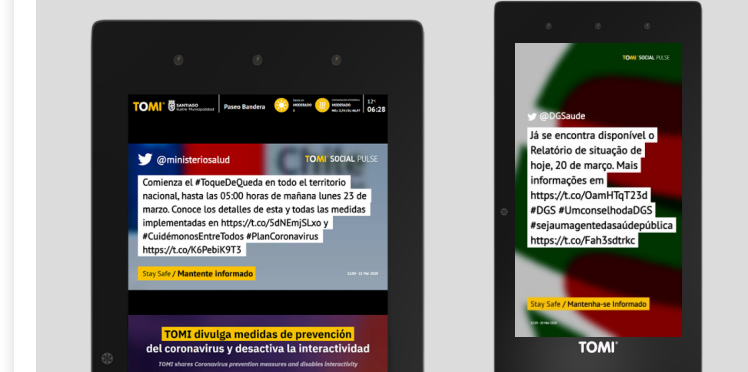 TOMI SANTIAGO Paseo Bandera MODERADO MODERADO 12° 06:28
@ministeriosalud TOMI SOCIAL PULSE
Comienza el #ToqueDeQueda en todo el territorio
nacional, hasta las 05:00 horas de mañana lunes 23 de
marzo. Conoce los detalles de esta y todas las medidas
implementadas en https://t.co/5dNEmjSLxo y
#CuidémonosEntreTodos #PlanCoronavirus
https://t.co/K6PebiK9T3
Stay Safe / Mantente informado
TOMI divulga medidas de prevención
del coronavirus y desactiva la interactividad
TOMI shares Coronavirus prevention measures and disables interactivity
TOMI SOCIAL PULSE
@DGSaude
Já se encontra disponível o
Relatório de situação de
hoje, 20 de março. Mais
informações em
https://t.co/OamHTqT23d
#DGS #UmconselhodaDGS
#sejaumagentedasaúdepública
https://t.co/Fah3sdtrkc
Stay Safe / Mantenha-se Informado
TOMI